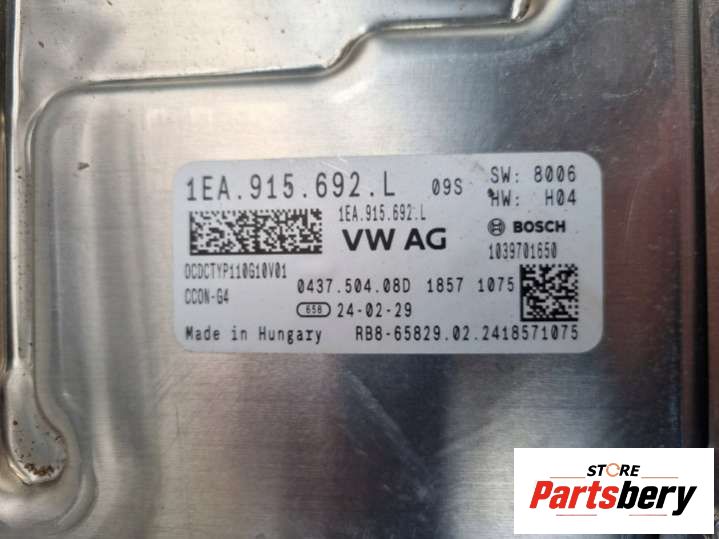 1EA.915.692.L 09S SW: 8006
HW: H04
1EA.915.692.L
VW AG BOSCH
1039701650
OCDCTYP110G10V01
CCON-G4
0437.504.08D 1857 1075
658 24-02-29
Made in Hungary RB8-65829.02.2418571075
STORE
Partsbery